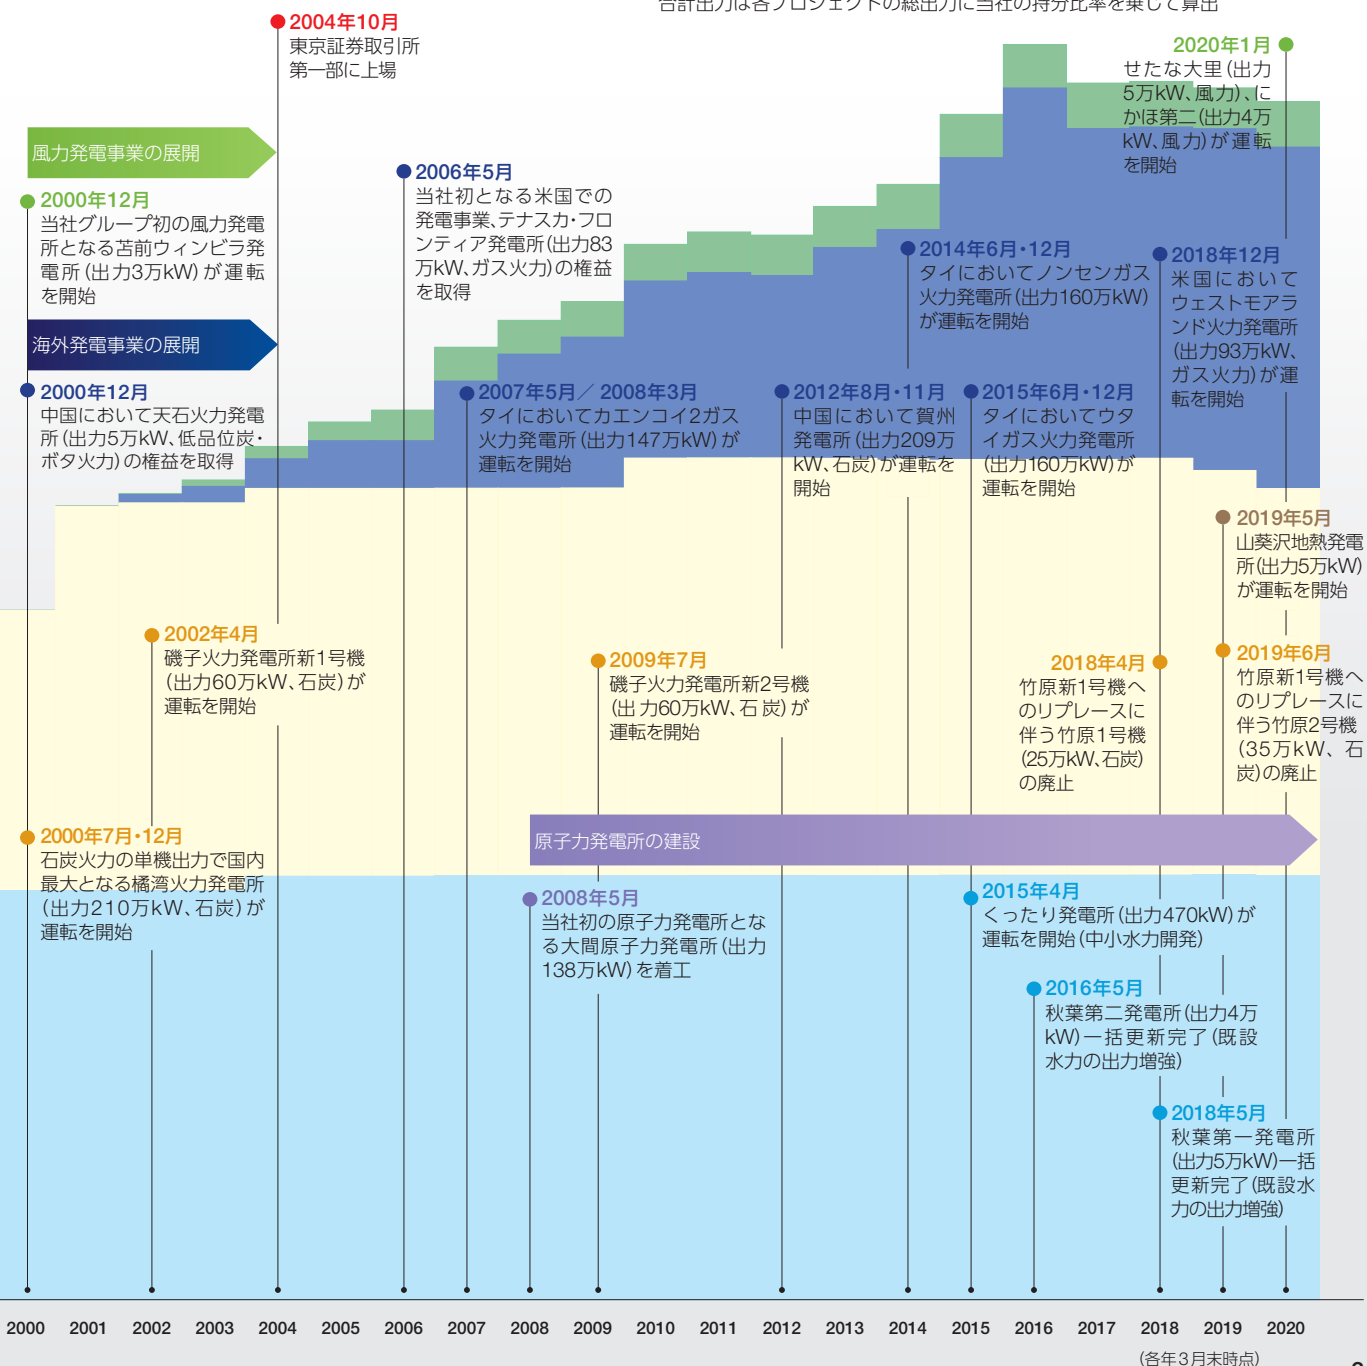 合計出力は各プロジェクトの総出力に当社の持分比率を乗じて算出
2004年10月
東京証券取引所
第一部に上場
2020年1月
せたな大里(出力
5万kW、風力)、に
かほ第二(出力4万
kW、風力)が運転
を開始
風力発電事業の展開
2000年12月
当社グループ初の風力発電
所となる苫前ウィンビラ発
電所(出力3万kW)が運転
を開始
2006年5月
当社初となる米国での
発電事業、テナスカ・フロ
ンティア発電所(出力83
万kW、ガス火力)の権益
を取得
2014年6月・12月
タイにおいてノンセンガス
火力発電所(出力160万kW)
が運転を開始
2018年12月
米国において
ウェストモアラ
ンド火力発電所
(出力93万kW、
ガス火力)が運
転を開始
海外発電事業の展開
2000年12月
中国において天石火力発電
所(出力5万kW、低品位炭・
ボタ火力)の権益を取得
2007年5月／2008年3月
タイにおいてカエンコイ2ガス
火力発電所(出力147万kW)が
運転を開始
2012年8月・11月
中国において賀州
発電所(出力209万
kW、石炭)が運転を
開始
2015年6月・12月
タイにおいてウタ
イガス火力発電所
(出力160万kW)が
運転を開始
2019年5月
山葵沢地熱発電
所(出力5万kW)
が運転を開始
2002年4月
磯子火力発電所新1号機
(出力60万kW、石炭)が
運転を開始
2009年7月
磯子火力発電所新2号機
(出力60万kW、石炭)が
運転を開始
2018年4月
竹原新1号機へ
のリプレースに
伴う竹原1号機
(25万kW、石炭)
の廃止
2019年6月
竹原新1号機へ
のリプレースに
伴う竹原2号機
(35万kW、石
炭)の廃止
2000年7月・12月
石炭火力の単機出力で国内
最大となる橘湾火力発電所
(出力210万kW、石炭)が
運転を開始
原子力発電所の建設
2008年5月
当社初の原子力発電所とな
る大間原子力発電所(出力
138万kW)を着工
2015年4月
くったり発電所(出力470kW)が
運転を開始(中小水力開発)
2016年5月
秋葉第二発電所(出力4万
kW)一括更新完了(既設
水力の出力増強)
2018年5月
秋葉第一発電所
(出力5万kW)一括
更新完了(既設水
力の出力増強)
2000 2001 2002 2003 2004 2005 2006 2007 2008 2009 2010 2011 2012 2013 2014 2015 2016 2017 2018 2019 2020
(各年3月末時点)